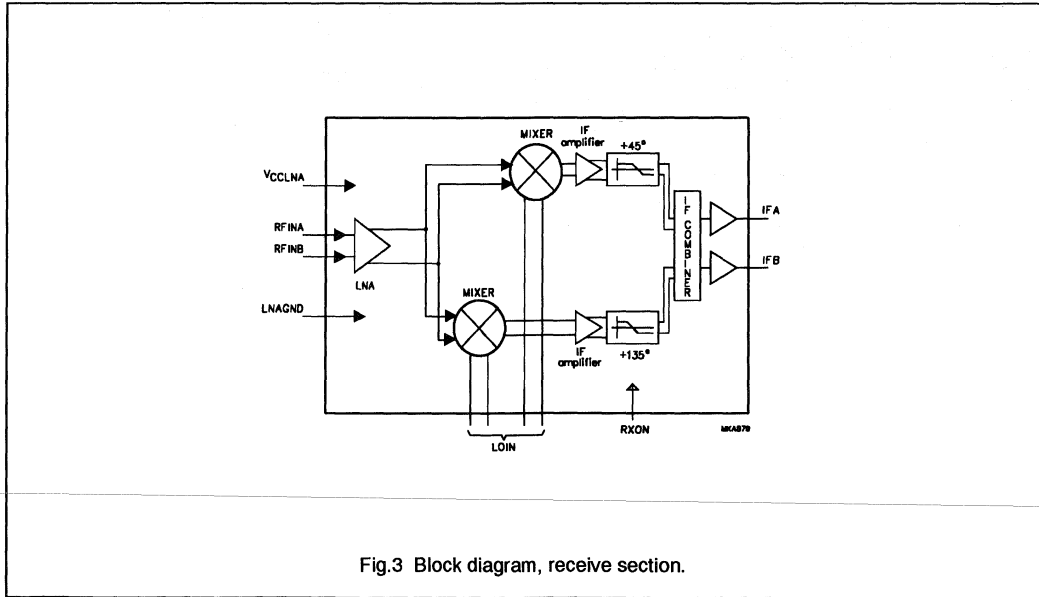 MIXER
IF
amplifier
+45°
VCCLNA
RFINA
RFINB
LNA
LNAGND
MIXER
IF
amplifier
+135°
IF COMBINER
IFA
IFB
RXON
LOIN
MKA879
Fig.3 Block diagram, receive section.